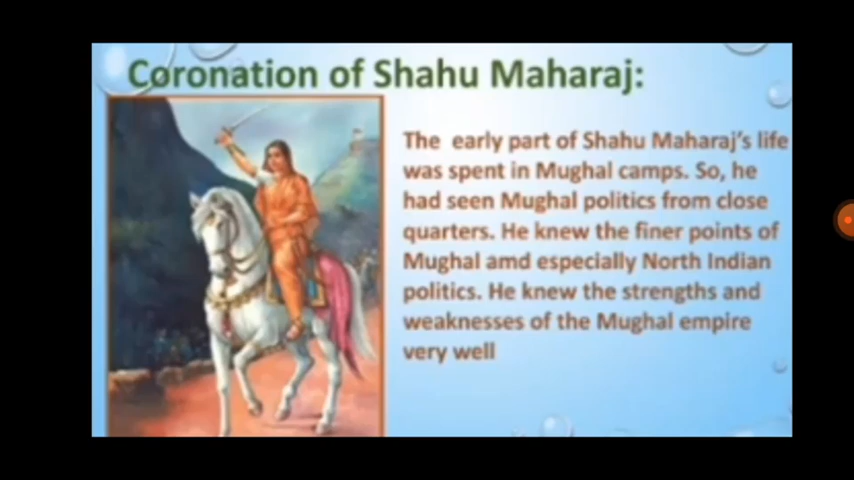 Coronation of Shahu Maharaj:
The early part of Shahu Maharaj's life
was spent in Mughal camps. So, he
had seen Mughal politics from close
quarters. He knew the finer points of
Mughal amd especially North Indian
politics. He knew the strengths and
weaknesses of the Mughal empire
very well